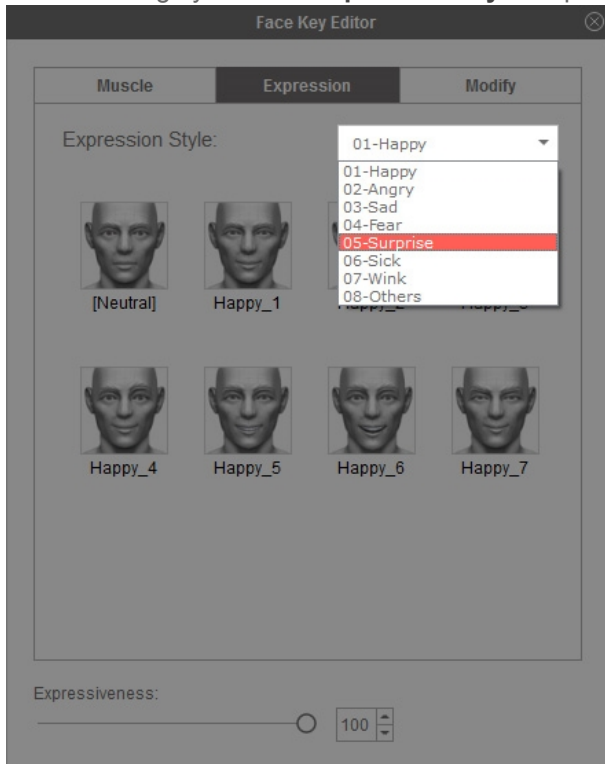 Face Key Editor
Muscle Expression Modify
Expression Style: 01-Happy
01-Happy
02-Angry
03-Sad
04-Fear
05-Surprise
06-Sick
07-Wink
08-Others
[Neutral] Happy_1
Happy_4 Happy_5 Happy_6 Happy_7
Expressiveness:
100